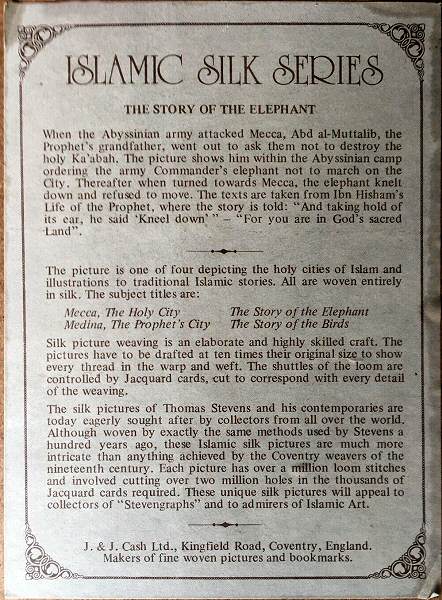 ISLAMIC SILK SERIES
THE STORY OF THE ELEPHANT
When the Abyssinian army attacked Mecca, Abd al-Muttalib, the
Prophet's grandfather, went out to ask them not to destroy the
holy Ka'abah. The picture shows him within the Abyssinian camp
ordering the army Commander's elephant not to march on the
City. Thereafter when turned towards Mecca, the elephant knelt
down and refused to move. The texts are taken from Ibn Hisham's
Life of the Prophet, where the story is told: "And taking hold of
its ear, he said 'Kneel down' " – "For you are in God's sacred
Land".
The picture is one of four depicting the holy cities of Islam and
illustrations to traditional Islamic stories. All are woven entirely
in silk. The subject titles are:
Mecca, The Holy City The Story of the Elephant
Medina, The Prophet's City The Story of the Birds
Silk picture weaving is an elaborate and highly skilled craft. The
pictures have to be drafted at ten times their original size to show
every thread in the warp and weft. The shuttles of the loom are
controlled by Jacquard cards, cut to correspond with every detail
of the weaving.
The silk pictures of Thomas Stevens and his contemporaries are
today eagerly sought after by collectors from all over the world.
Although woven by exactly the same methods used by Stevens a
hundred years ago, these Islamic silk pictures are much more
intricate than anything achieved by the Coventry weavers of the
nineteenth century. Each picture has over a million loom stitches
and involved cutting over two million holes in the thousands of
Jacquard cards required. These unique silk pictures will appeal to
collectors of "Stevengraphs" and to admirers of Islamic Art.
J. & J. Cash Ltd., Kingfield Road, Coventry, England.
Makers of fine woven pictures and bookmarks.